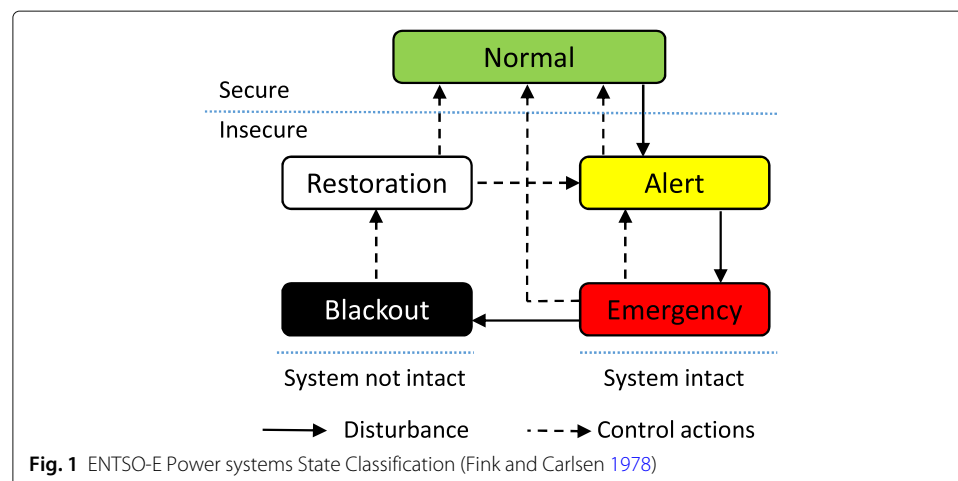 Normal
Secure
Insecure
Restoration
Alert
Blackout
Emergency
System not intact
System intact
Disturbance
Control actions
Fig. 1 ENTSO-E Power systems State Classification (Fink and Carlsen 1978)